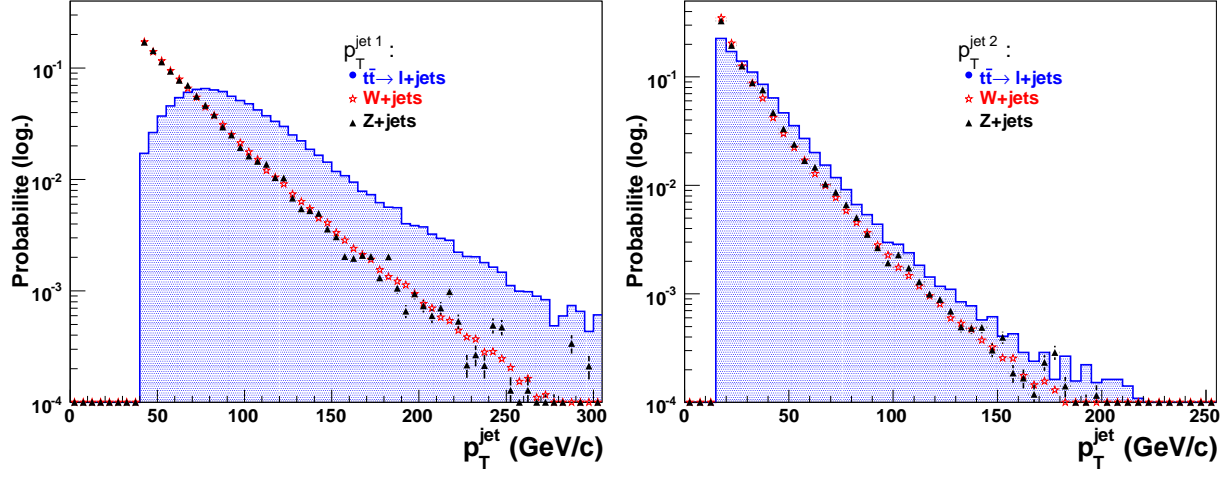 Probabilite (log.)
10^-1
10^-2
10^-3
10^-4
0 50 100 150 200 250 300
p_T^jet (GeV/c)
p_T^jet 1 :
tt̄→ l+jets
W+jets
Z+jets
Probabilite (log.)
10^-1
10^-2
10^-3
10^-4
0 50 100 150 200 250
p_T^jet (GeV/c)
p_T^jet 2 :
tt̄→ l+jets
W+jets
Z+jets